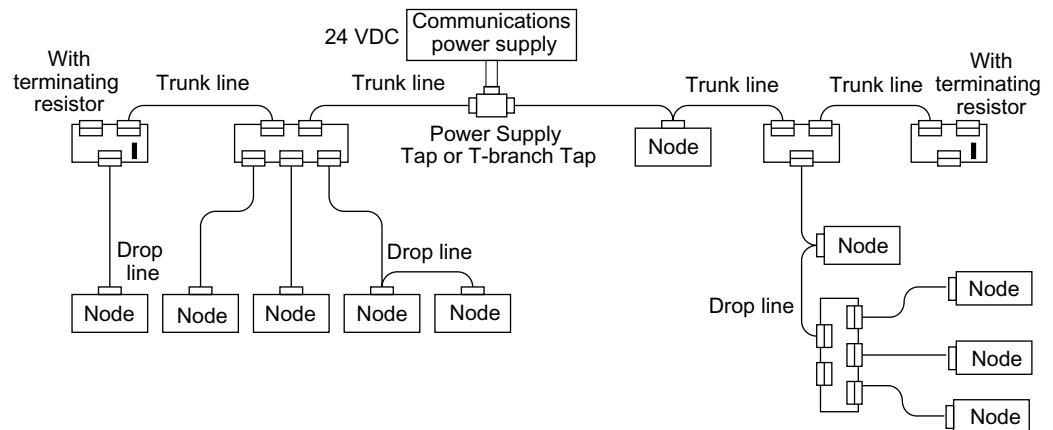 Communications
power supply
24 VDC
With
terminating
resistor
Trunk line
Trunk line
Trunk line
Trunk line
With
terminating
resistor
Power Supply
Tap or T-branch Tap
Node
Drop
line
Drop line
Node
Node
Node
Node
Node
Node
Drop line
Node
Node
Node